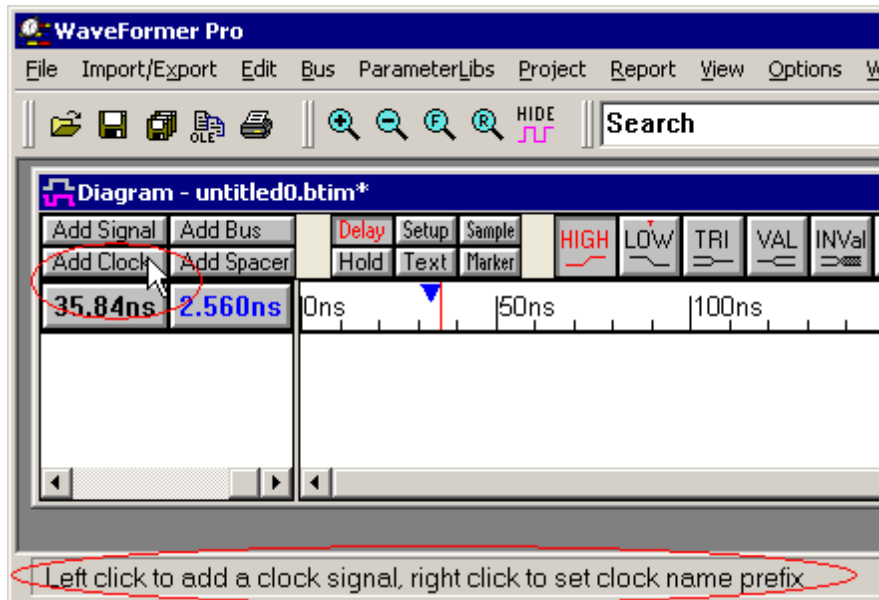 WaveFormer Pro
File Import/Export Edit Bus ParameterLibs Project Report View Options W
OLE HIDE Search
Diagram - untitled0.btim*
Add Signal Add Bus Delay Setup Sample HIGH LOW TRI VAL INVal
Add Clock Add Spacer Hold Text Marker
35.84ns 2.560ns 0ns 50ns 100ns
Left click to add a clock signal, right click to set clock name prefix